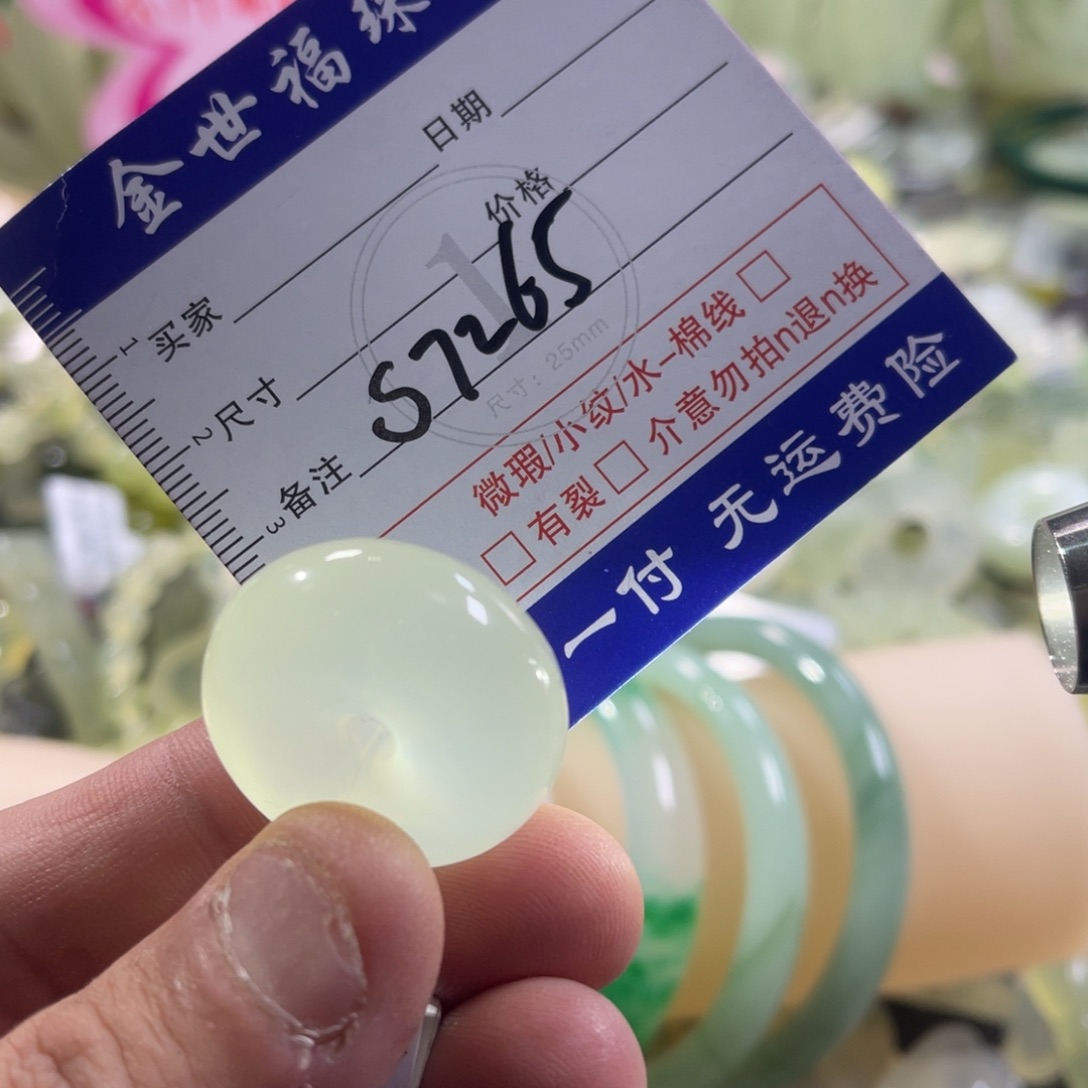 金世福珠
日期
1 买家
价格
2 尺寸
S7265
1
尺寸：25mm
3 备注
微瑕/小纹/水-棉线□
□有裂□介意勿拍n退n换
一付 无运费险